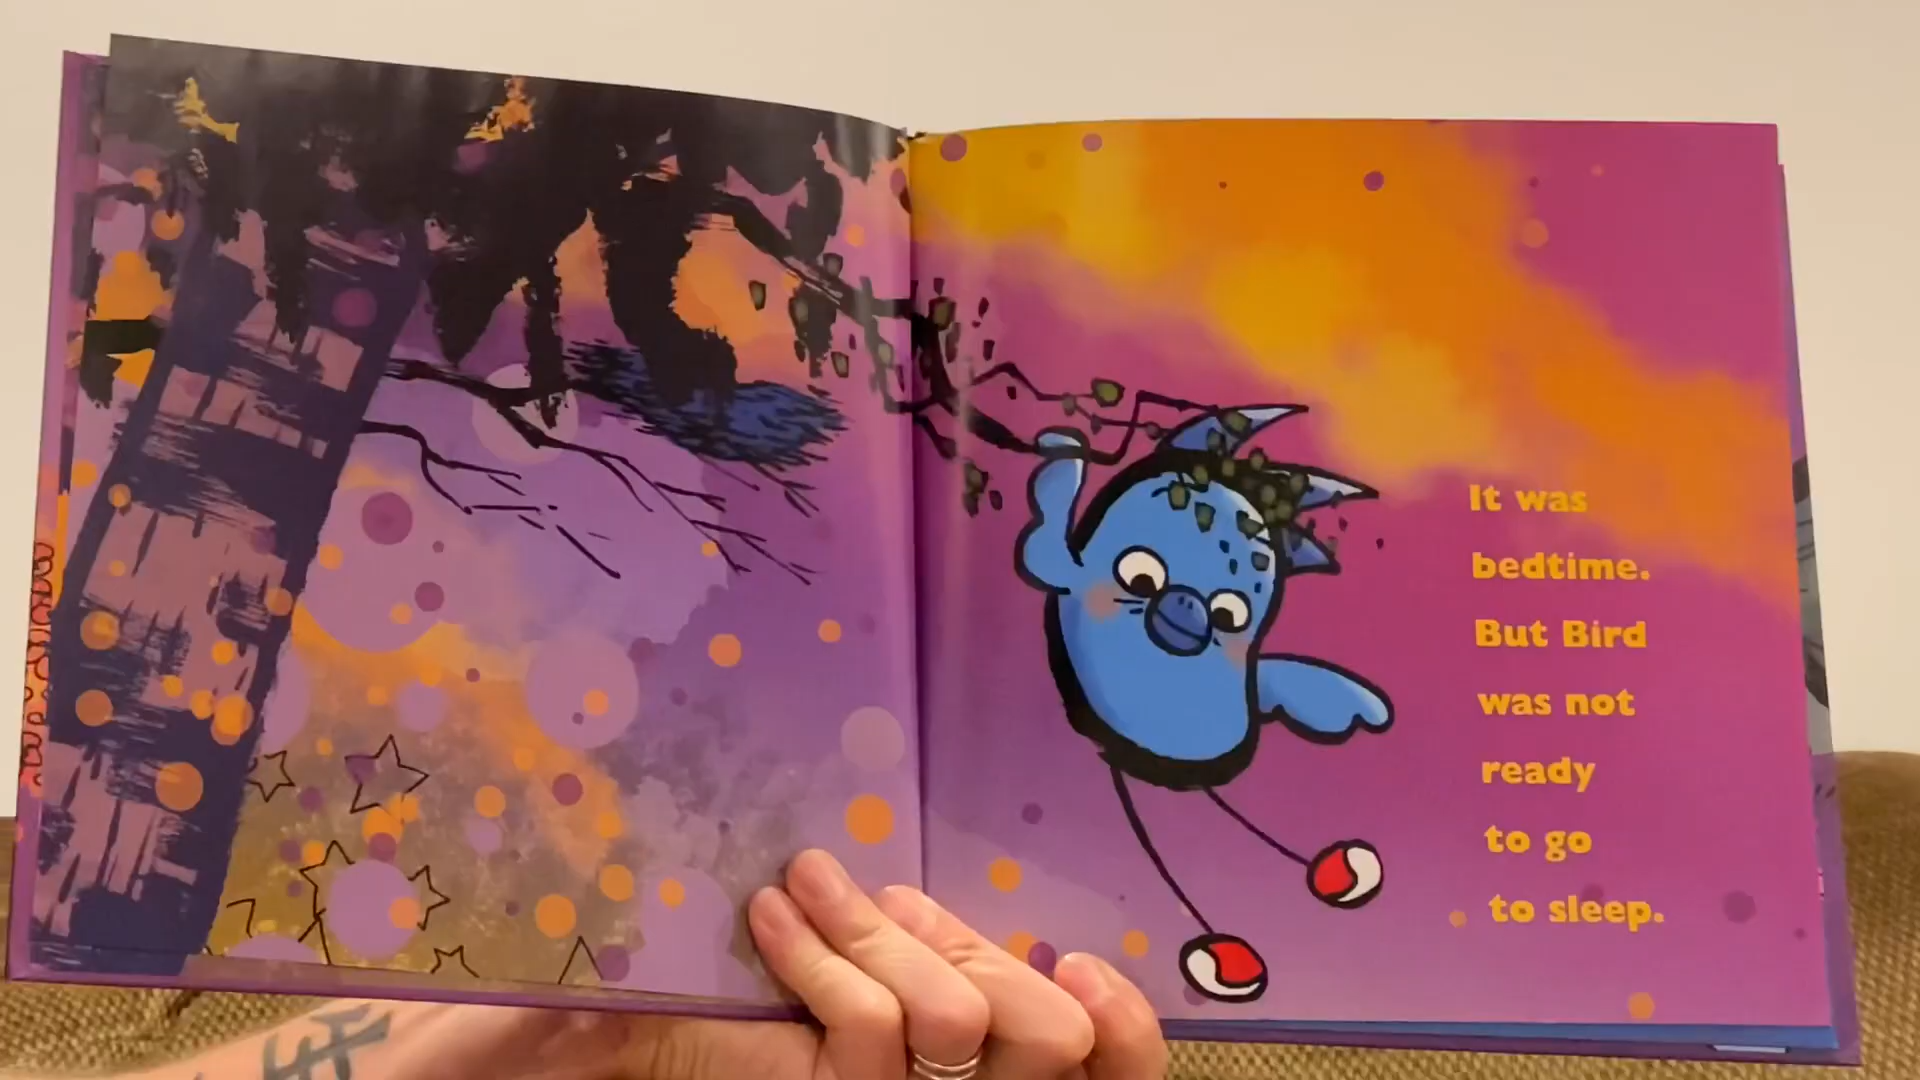 It was
bedtime.
But Bird
was not
ready
to go
to sleep.